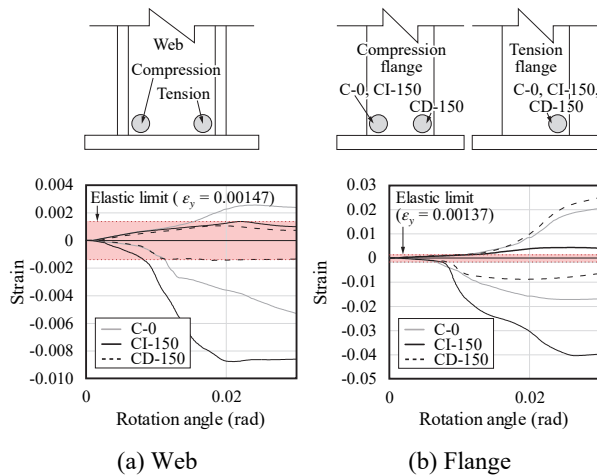 Web
Compression
Tension
Compression
flange
C-0, CI-150
CD-150
Tension
flange
C-0, CI-150,
CD-150
0.004
0.002
0
-0.002
-0.004
-0.006
-0.008
-0.010
Strain
Elastic limit ( εy = 0.00147)
C-0
CI-150
CD-150
0
0.02
Rotation angle (rad)
(a) Web
0.03
0.02
0.01
0
-0.01
-0.02
-0.03
-0.04
-0.05
Strain
Elastic limit
(εy = 0.00137)
C-0
CI-150
CD-150
0
0.02
Rotation angle (rad)
(b) Flange